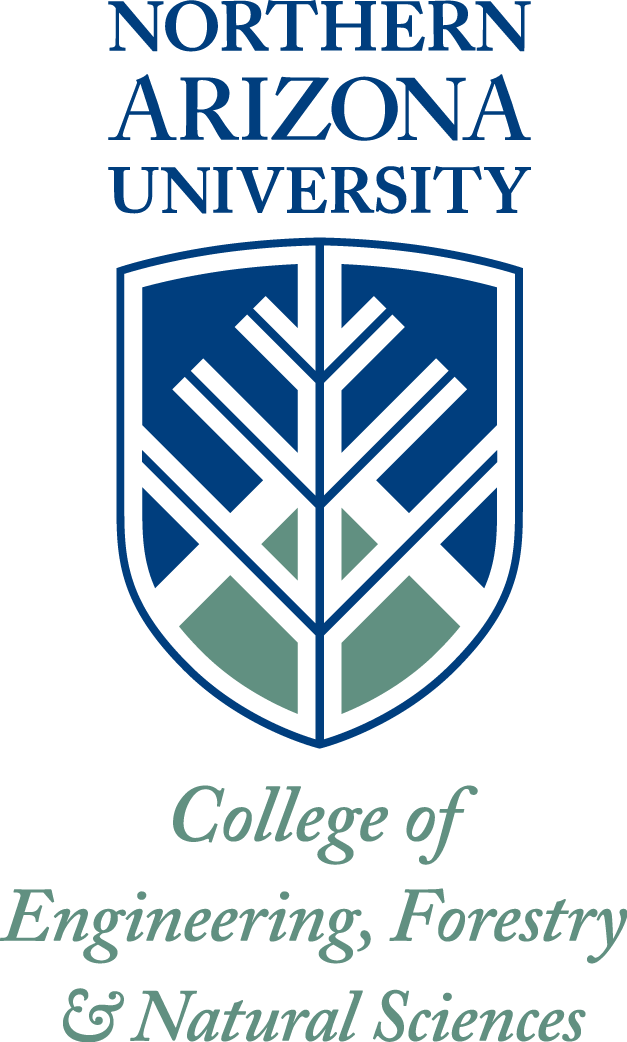 NORTHERN
ARIZONA
UNIVERSITY
College of
Engineering, Forestry
& Natural Sciences